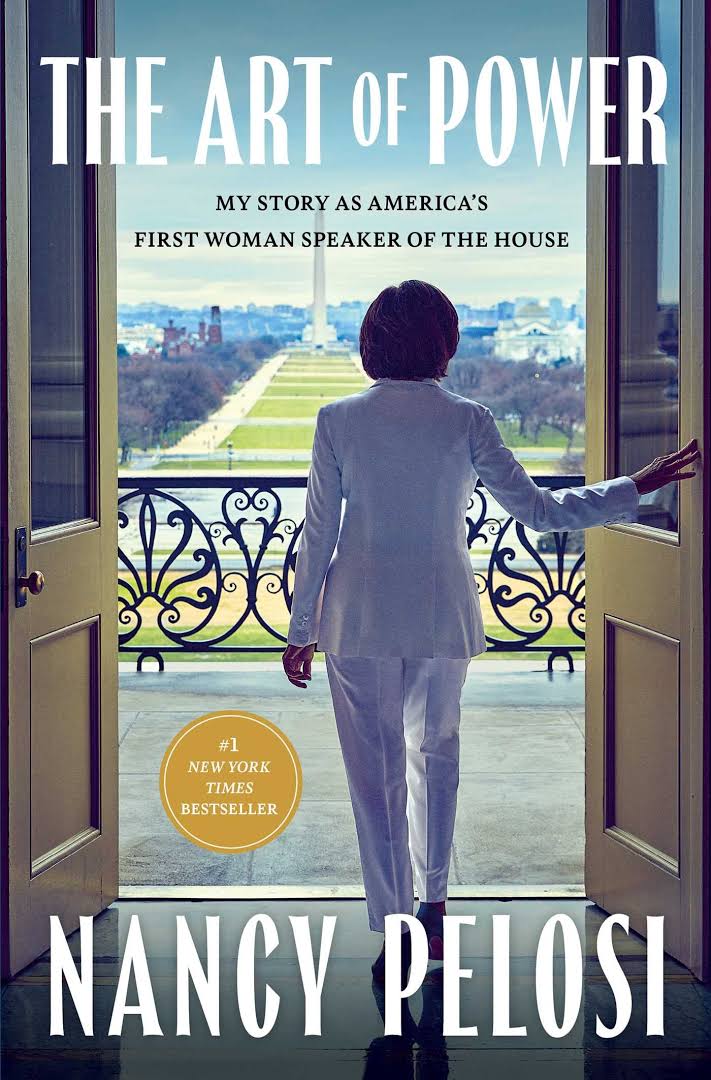 THE ART OF POWER
MY STORY AS AMERICA'S
FIRST WOMAN SPEAKER OF THE HOUSE
#1
NEW YORK
TIMES
BESTSELLER
NANCY PELOSI